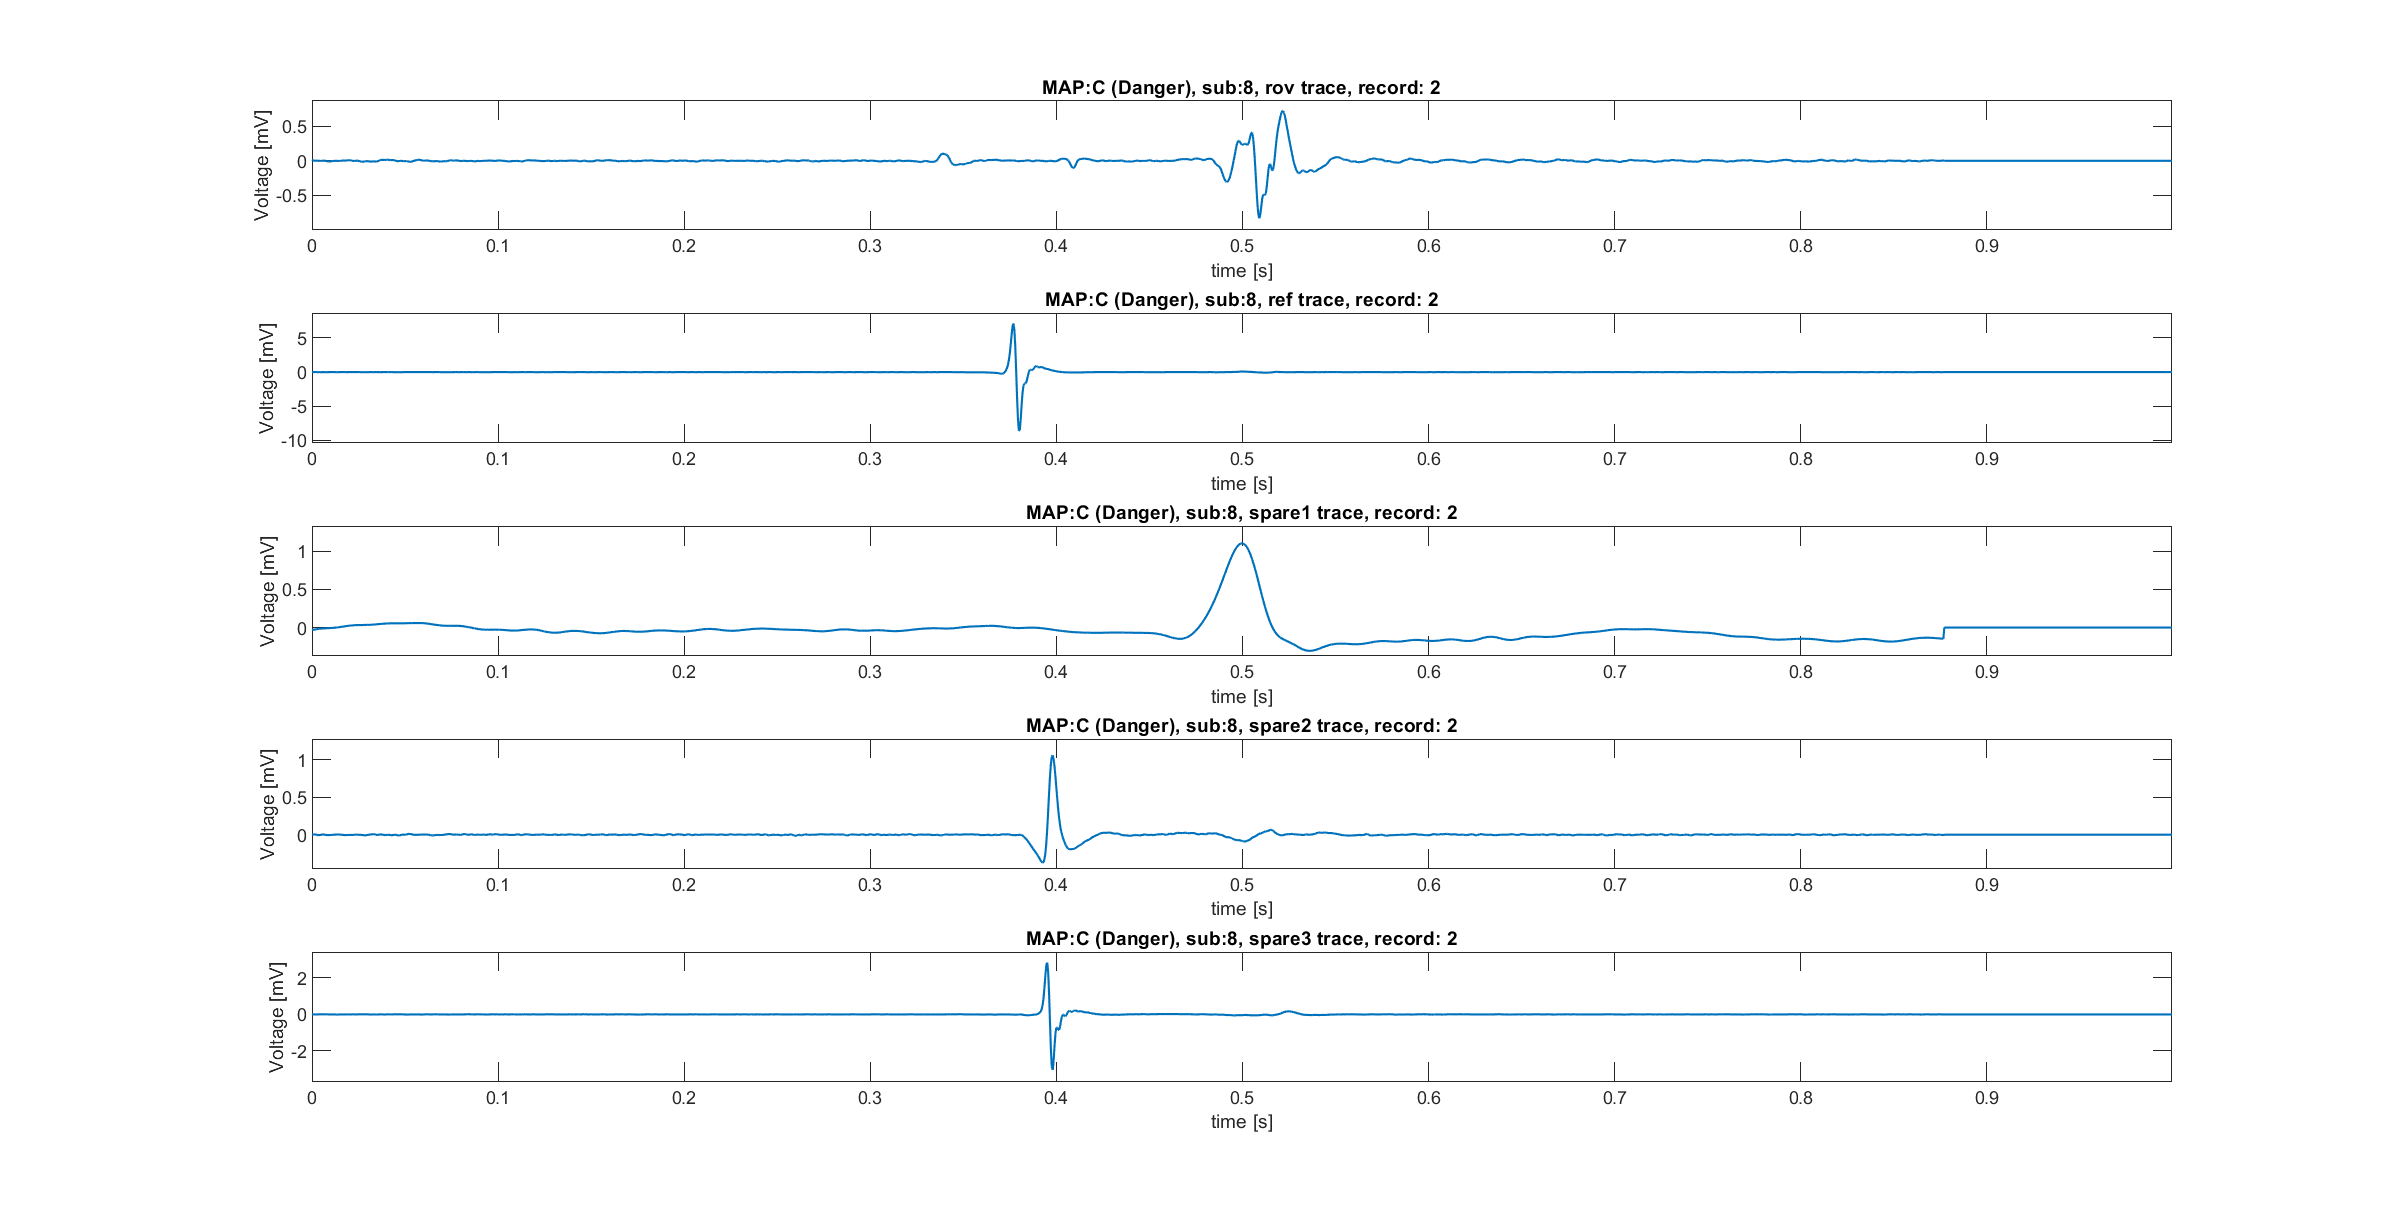 MAP:C (Danger), sub:8, rov trace, record: 2
Voltage [mV]
0.5
0
-0.5
0 0.1 0.2 0.3 0.4 0.5 0.6 0.7 0.8 0.9
time [s]
MAP:C (Danger), sub:8, ref trace, record: 2
Voltage [mV]
5
0
-5
-10
0 0.1 0.2 0.3 0.4 0.5 0.6 0.7 0.8 0.9
time [s]
MAP:C (Danger), sub:8, spare1 trace, record: 2
Voltage [mV]
1
0.5
0
0 0.1 0.2 0.3 0.4 0.5 0.6 0.7 0.8 0.9
time [s]
MAP:C (Danger), sub:8, spare2 trace, record: 2
Voltage [mV]
1
0.5
0
0 0.1 0.2 0.3 0.4 0.5 0.6 0.7 0.8 0.9
time [s]
MAP:C (Danger), sub:8, spare3 trace, record: 2
Voltage [mV]
2
0
-2
0 0.1 0.2 0.3 0.4 0.5 0.6 0.7 0.8 0.9
time [s]